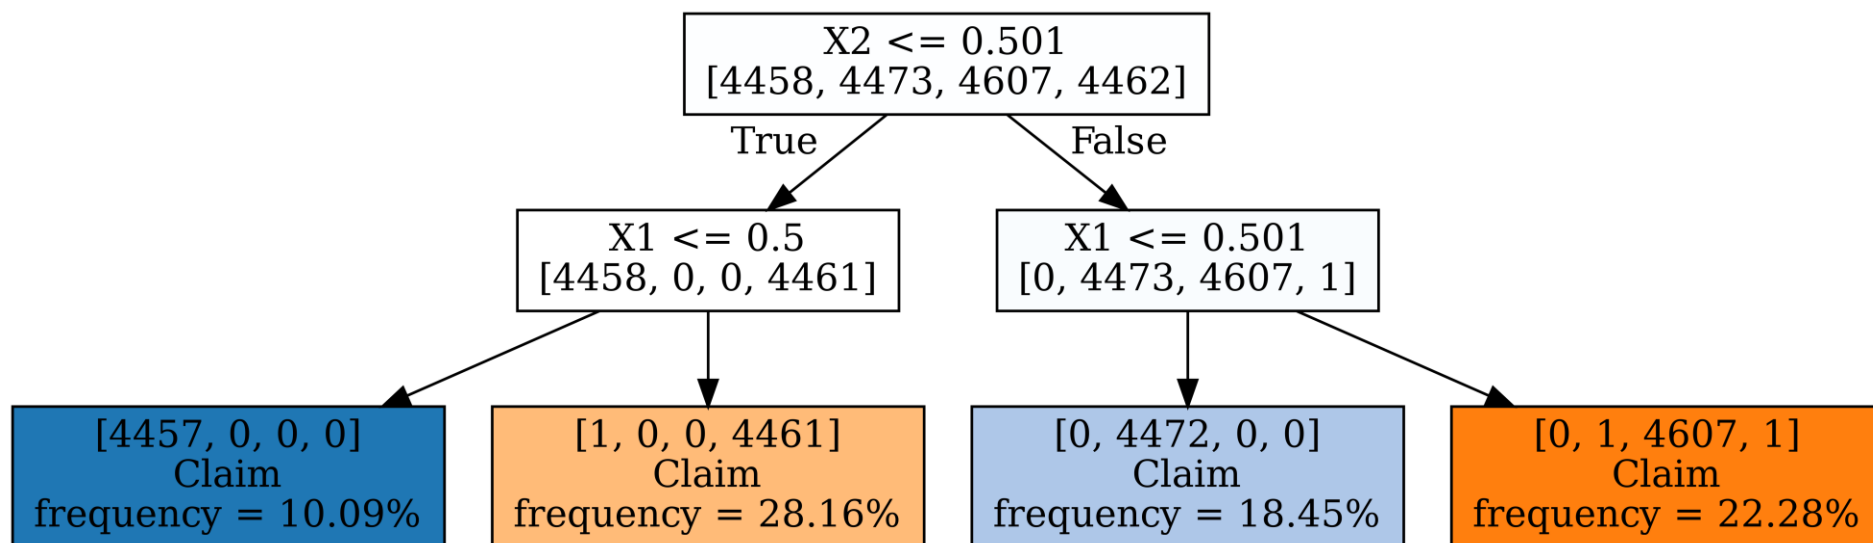 X2 <= 0.501
[4458, 4473, 4607, 4462]
True
False
X1 <= 0.5
[4458, 0, 0, 4461]
X1 <= 0.501
[0, 4473, 4607, 1]
[4457, 0, 0, 0]
Claim
frequency = 10.09%
[1, 0, 0, 4461]
Claim
frequency = 28.16%
[0, 4472, 0, 0]
Claim
frequency = 18.45%
[0, 1, 4607, 1]
Claim
frequency = 22.28%